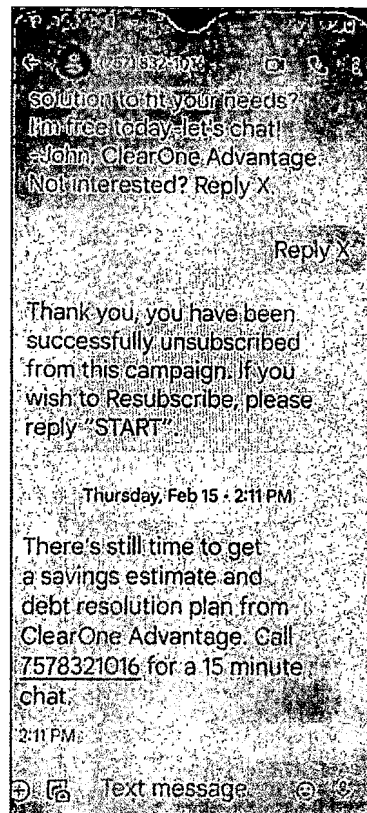 solution to fit your needs?
I'm free today-let's chat!
-John, ClearOne Advantage.
Not interested? Reply X
Reply X
Thank you, you have been
successfully unsubscribed
from this campaign. If you
wish to Resubscribe, please
reply "START".
Thursday, Feb 15 • 2:11 PM
There's still time to get
a savings estimate and
debt resolution plan from
ClearOne Advantage. Call
7578321016 for a 15 minute
chat.
2:11 PM
Text message